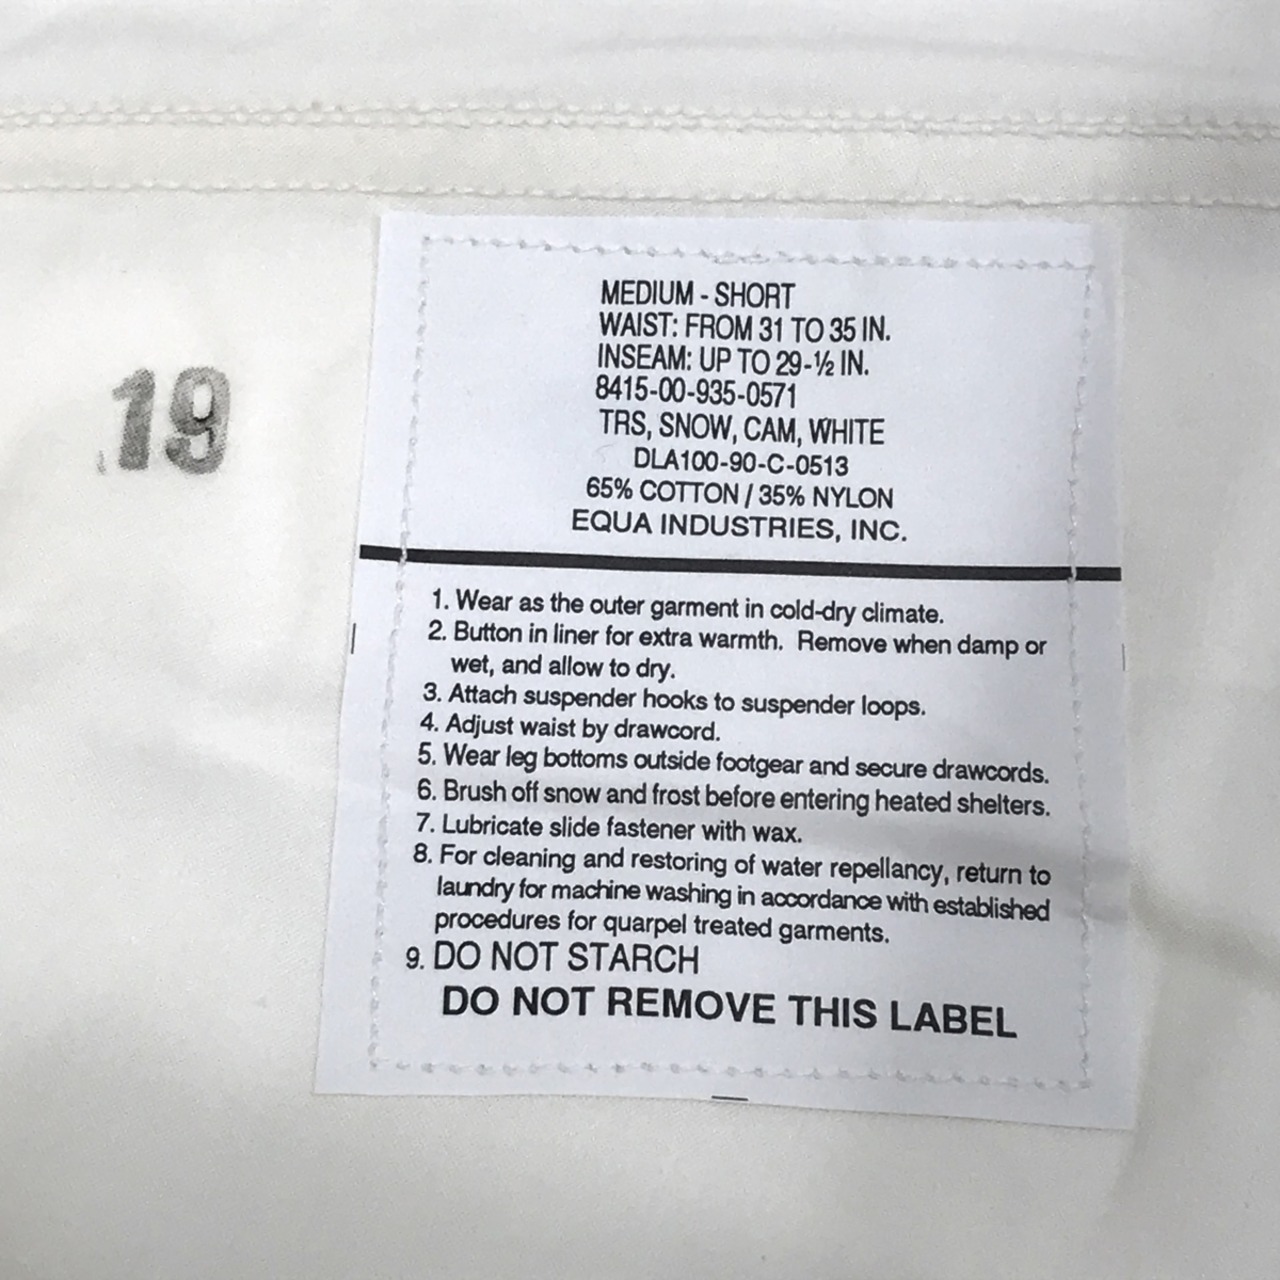 19
MEDIUM - SHORT
WAIST: FROM 31 TO 35 IN.
INSEAM: UP TO 29-½ IN.
8415-00-935-0571
TRS, SNOW, CAM, WHITE
DLA100-90-C-0513
65% COTTON / 35% NYLON
EQUA INDUSTRIES, INC.
1. Wear as the outer garment in cold-dry climate.
2. Button in liner for extra warmth. Remove when damp or
wet, and allow to dry.
3. Attach suspender hooks to suspender loops.
4. Adjust waist by drawcord.
5. Wear leg bottoms outside footgear and secure drawcords.
6. Brush off snow and frost before entering heated shelters.
7. Lubricate slide fastener with wax.
8. For cleaning and restoring of water repellancy, return to
laundry for machine washing in accordance with established
procedures for quarpel treated garments.
9. DO NOT STARCH
DO NOT REMOVE THIS LABEL